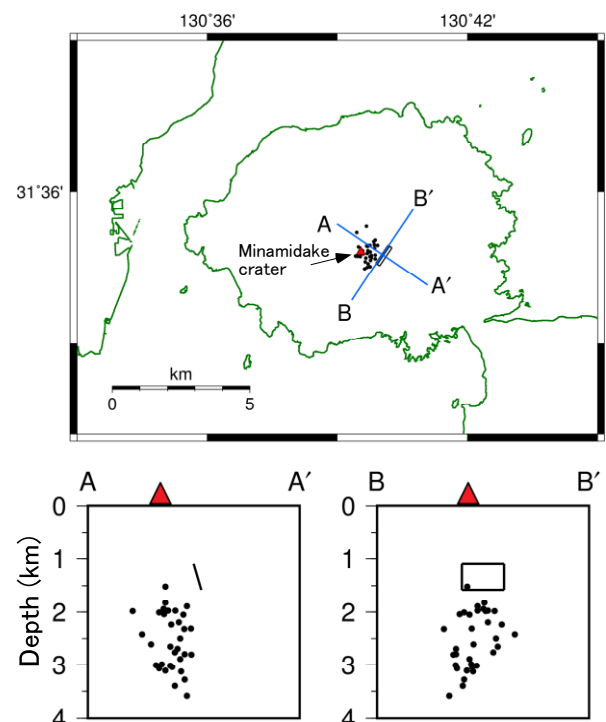 130°36′ 130°42′
31°36′
A
B′
Minamidake
crater
A′
B
km
0 5
A A′ B B′
0 0
1 1
2 2
3 3
4 4
Depth (km)